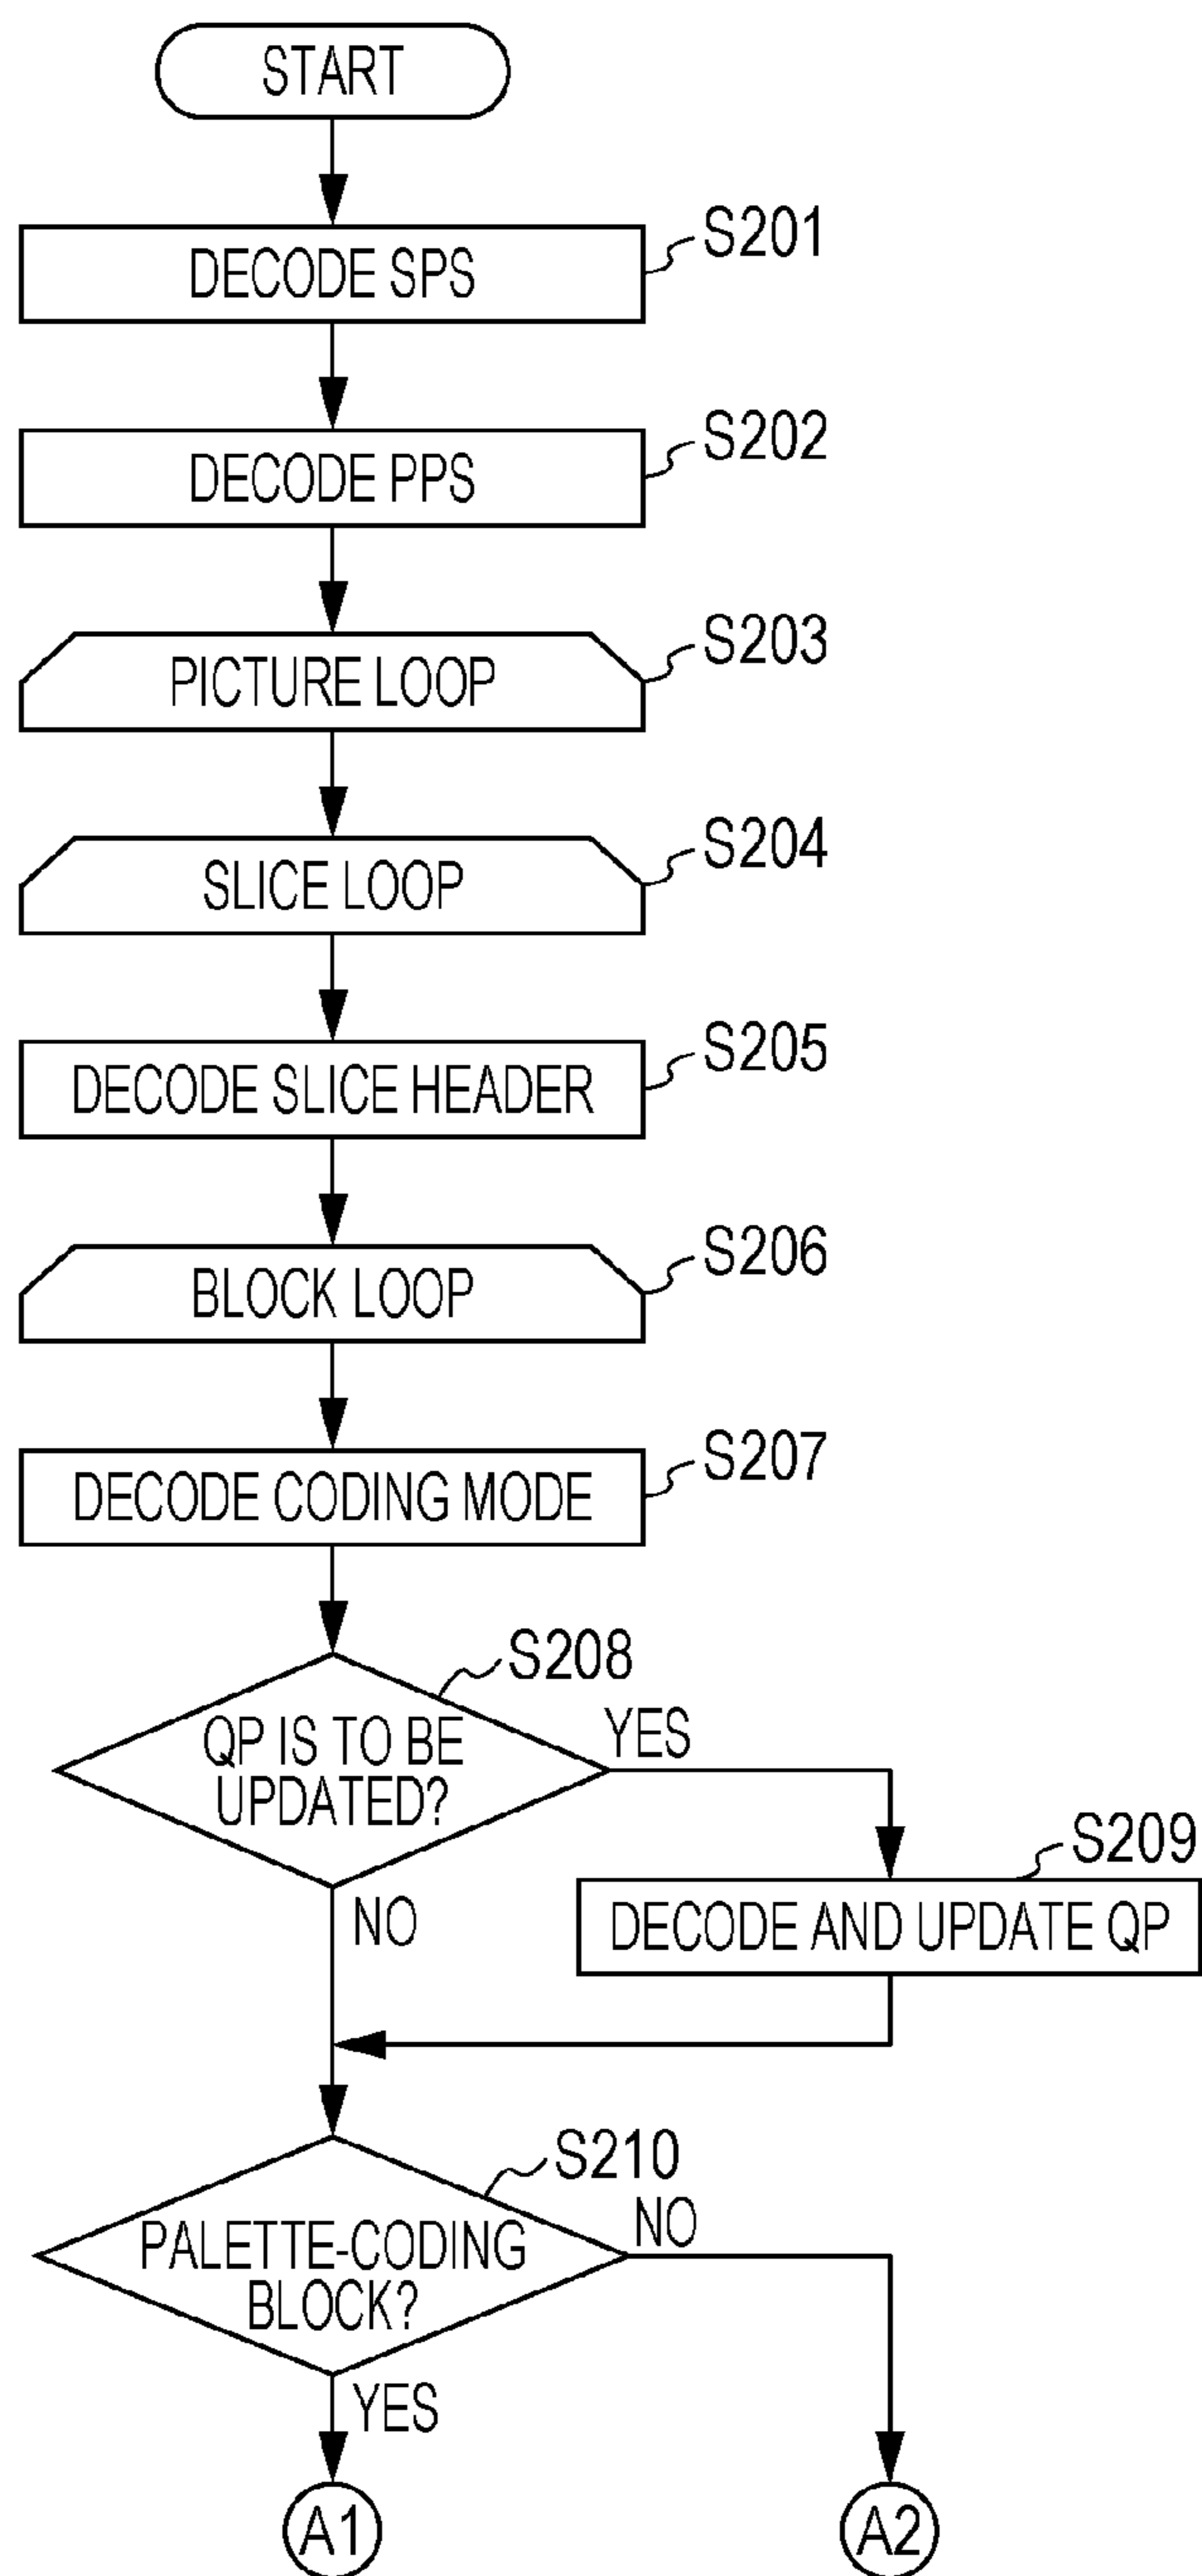 START
S201
DECODE SPS
S202
DECODE PPS
S203
PICTURE LOOP
S204
SLICE LOOP
S205
DECODE SLICE HEADER
S206
BLOCK LOOP
S207
DECODE CODING MODE
S208
QP IS TO BE
UPDATED?
YES
S209
DECODE AND UPDATE QP
NO
S210
PALETTE-CODING
BLOCK?
NO
YES
A1
A2